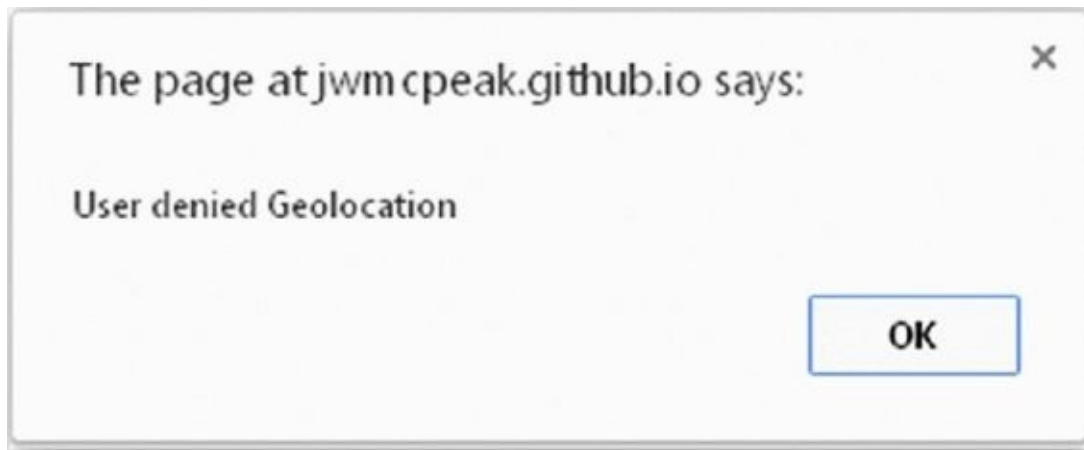 The page at jwmcpeak.github.io says:
User denied Geolocation
OK